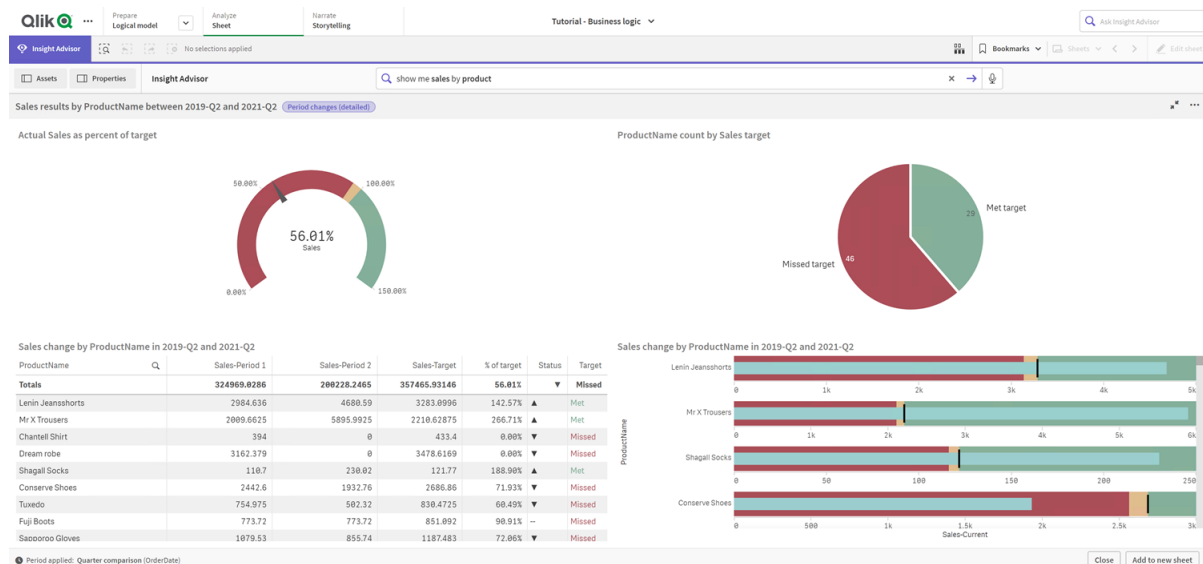 Qlik ··· Prepare Logical model Analyze Sheet Narrate Storytelling Tutorial - Business logic Ask Insight Advisor
Insight Advisor No selections applied Bookmarks Sheets Edit sheet
Assets Properties Insight Advisor show me sales by product
Sales results by ProductName between 2019-Q2 and 2021-Q2 Period changes (detailed)
Actual Sales as percent of target
50.00% 100.00%
56.01%
Sales
0.00% 150.00%
ProductName count by Sales target
29 Met target
Missed target 46
Sales change by ProductName in 2019-Q2 and 2021-Q2
ProductName Sales-Period 1 Sales-Period 2 Sales-Target % of target Status Target
Totals 324969.0286 200228.2465 357465.93146 56.01% ▼ Missed
Lenin Jeansshorts 2984.636 4680.59 3283.0996 142.57% ▲ Met
Mr X Trousers 2009.6625 5895.9925 2210.62875 266.71% ▲ Met
Chantell Shirt 394 0 433.4 0.00% ▼ Missed
Dream robe 3162.379 0 3478.6169 0.00% ▼ Missed
Shagall Socks 110.7 230.02 121.77 188.90% ▲ Met
Conserve Shoes 2442.6 1932.76 2686.86 71.93% ▼ Missed
Tuxedo 754.975 502.32 830.4725 60.49% ▼ Missed
Fuji Boots 773.72 773.72 851.092 90.91% -- Missed
Sapporoo Gloves 1079.53 855.74 1187.483 72.06% ▼ Missed
Sales change by ProductName in 2019-Q2 and 2021-Q2
ProductName
Lenin Jeansshorts
0 1k 2k 3k 4k 5k
Mr X Trousers
0 1k 2k 3k 4k 5k 6k
Shagall Socks
0 50 100 150 200 250
Conserve Shoes
0 500 1k 1.5k 2k 2.5k 3k
Sales-Current
Period applied: Quarter comparison (OrderDate) Close Add to new sheet